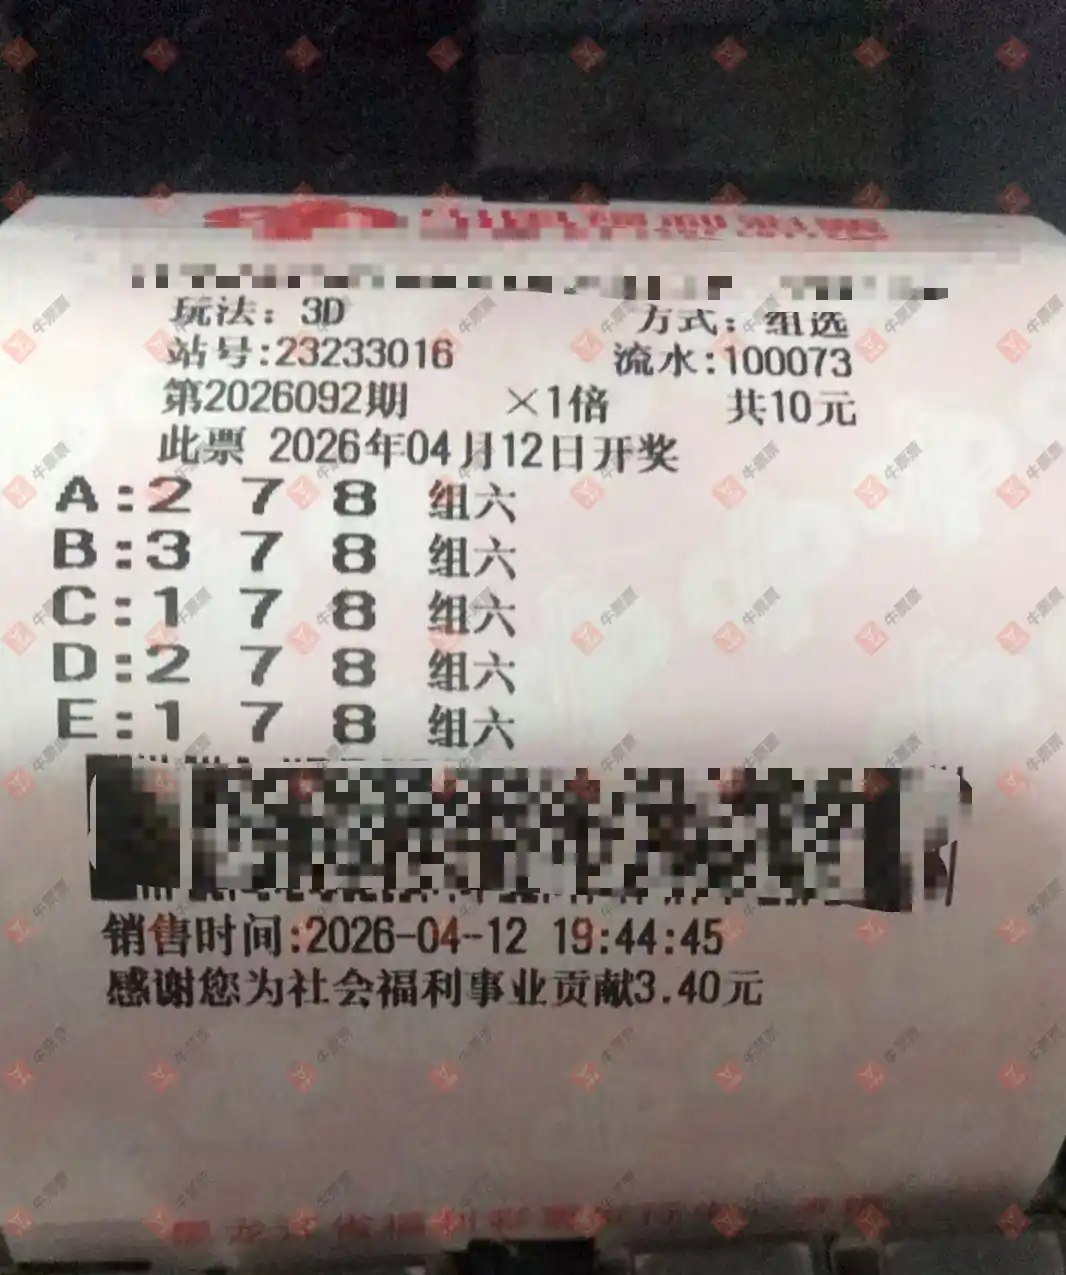 玩法：3D 方式：组选
站号:23233016 流水:100073
第2026092期 ×1倍 共10元
此票 2026年04月12日开奖
A:2 7 8 组六
B:3 7 8 组六
C:1 7 8 组六
D:2 7 8 组六
E:1 7 8 组六
销售时间:2026-04-12 19:44:45
感谢您为社会福利事业贡献3.40元
牛票票